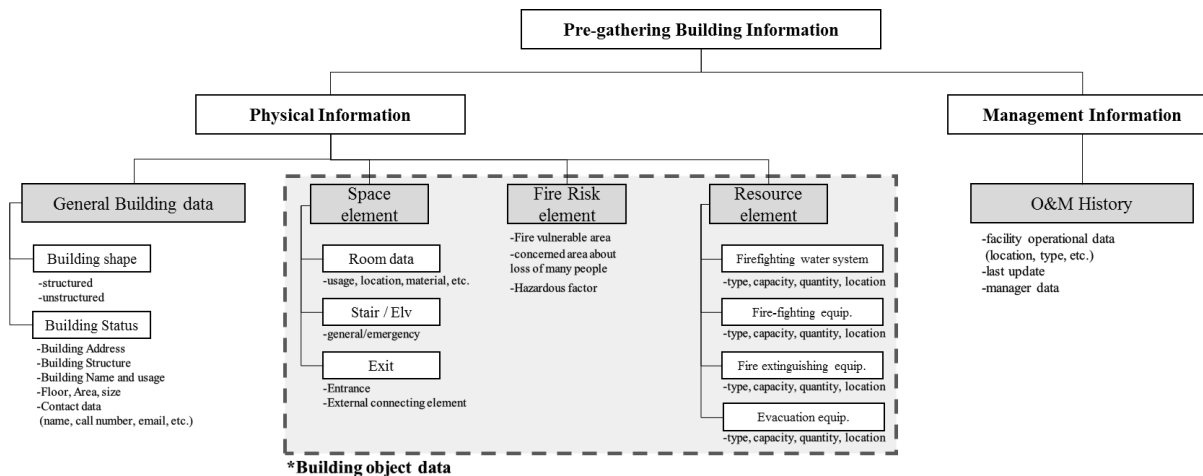 Pre-gathering Building Information
Physical Information
Management Information
General Building data
Building shape
-structured
-unstructured
Building Status
-Building Address
-Building Structure
-Building Name and usage
-Floor, Area, size
-Contact data
(name, call number, email, etc.)
Space
element
Room data
-usage, location, material, etc.
Stair / Elv
-general/emergency
Exit
-Entrance
-External connecting element
Fire Risk
element
-Fire vulnerable area
-concerned area about
loss of many people
-Hazardous factor
Resource
element
Firefighting water system
-type, capacity, quantity, location
Fire-fighting equip.
-type, capacity, quantity, location
Fire extinguishing equip.
-type, capacity, quantity, location
Evacuation equip.
-type, capacity, quantity, location
*Building object data
O&M History
-facility operational data
(location, type, etc.)
-last update
-manager data